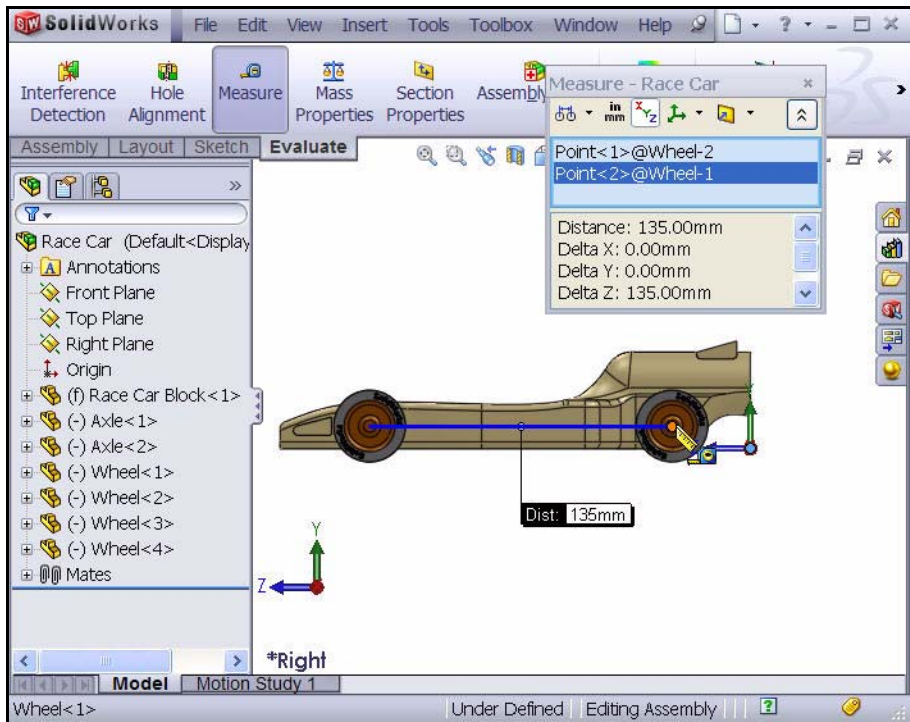 SolidWorks File Edit View Insert Tools Toolbox Window Help
Interference Detection
Hole Alignment
Measure
Mass Properties
Section Properties
Assembly
Measure - Race Car
in
mm
XYZ
Point<1>@Wheel-2
Point<2>@Wheel-1
Distance: 135.00mm
Delta X: 0.00mm
Delta Y: 0.00mm
Delta Z: 135.00mm
Assembly Layout Sketch Evaluate
Race Car (Default<Display
A Annotations
Front Plane
Top Plane
Right Plane
Origin
(f) Race Car Block<1>
(-) Axle<1>
(-) Axle<2>
(-) Wheel<1>
(-) Wheel<2>
(-) Wheel<3>
(-) Wheel<4>
Mates
Dist: 135mm
Y
Z
*Right
Model Motion Study 1
Wheel<1> Under Defined Editing Assembly